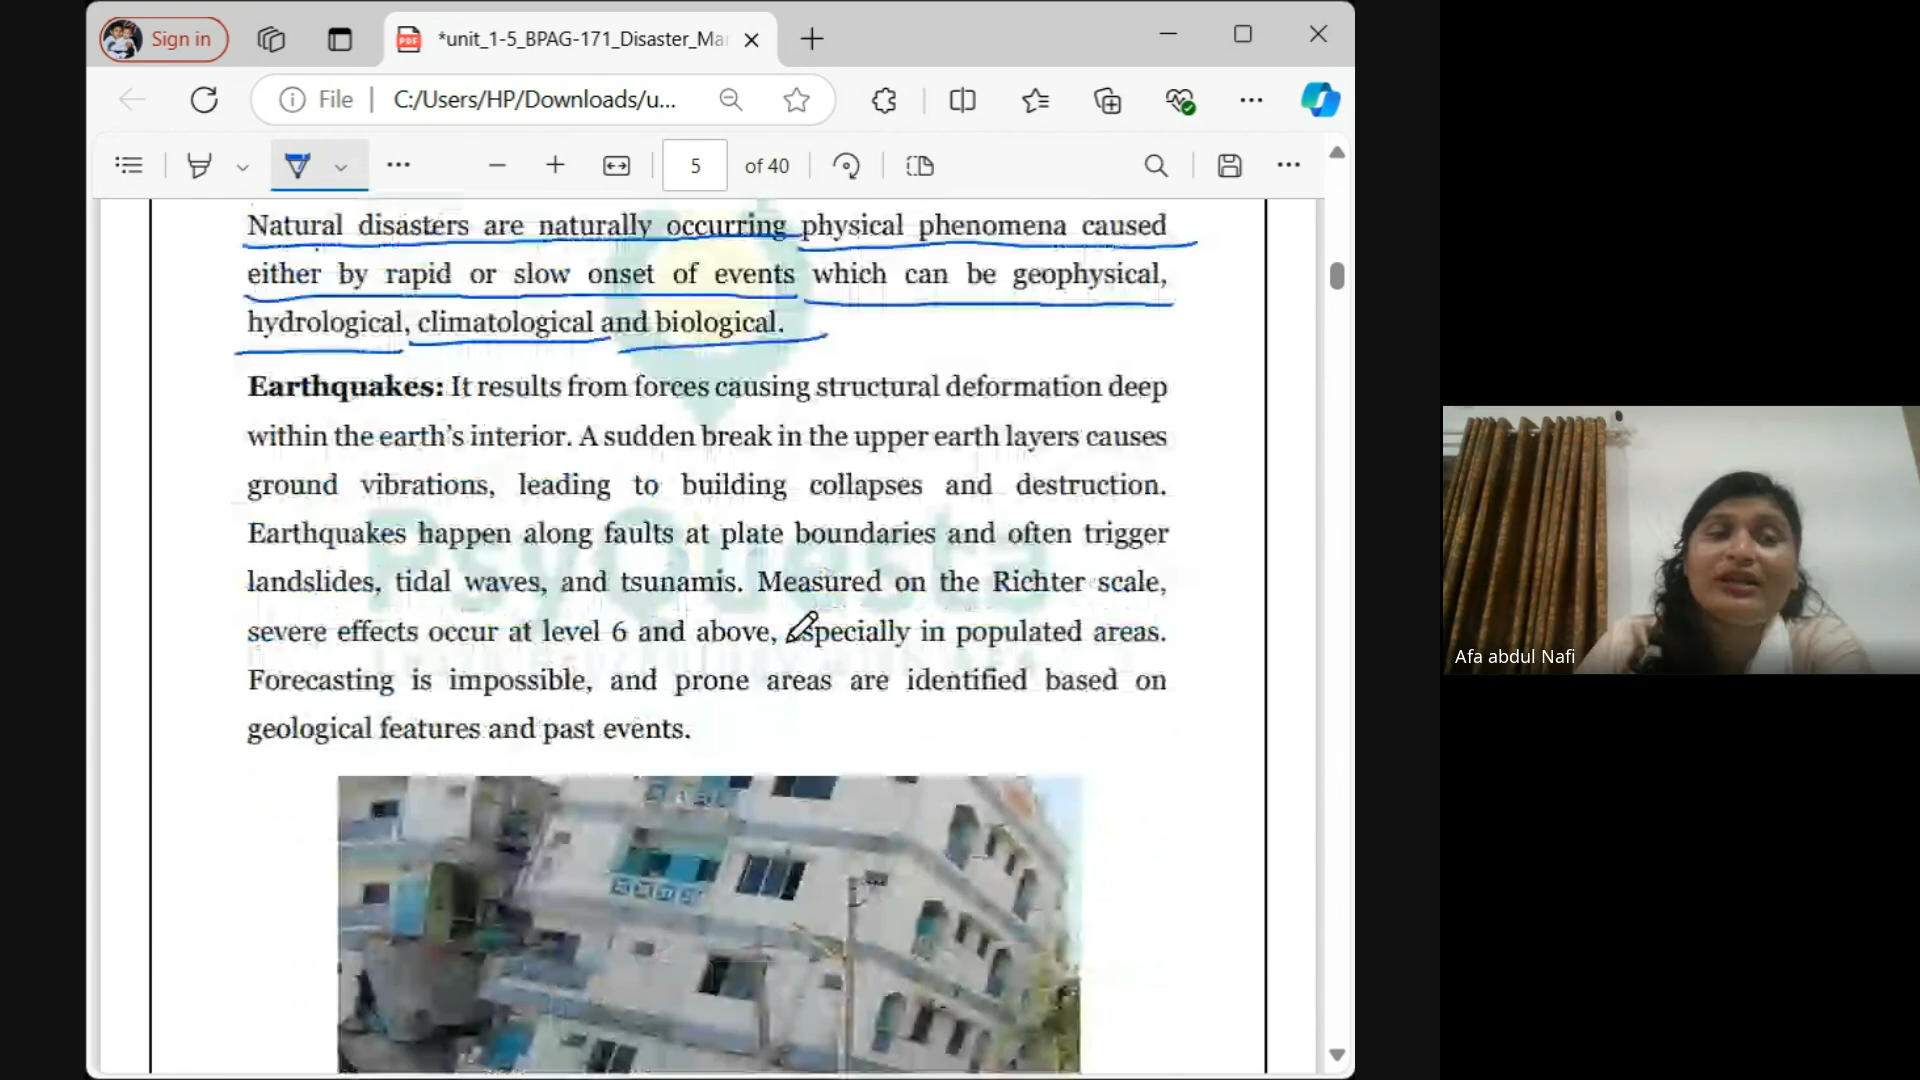 Sign in
*unit_1-5_BPAG-171_Disaster_Mar
File
C:/Users/HP/Downloads/u...
5 of 40
Natural disasters are naturally occurring physical phenomena caused
either by rapid or slow onset of events which can be geophysical,
hydrological, climatological and biological.
Earthquakes: It results from forces causing structural deformation deep
within the earth's interior. A sudden break in the upper earth layers causes
ground vibrations, leading to building collapses and destruction.
Earthquakes happen along faults at plate boundaries and often trigger
landslides, tidal waves, and tsunamis. Measured on the Richter scale,
severe effects occur at level 6 and above, especially in populated areas.
Forecasting is impossible, and prone areas are identified based on
geological features and past events.
PsyQuesta
Afa abdul Nafi